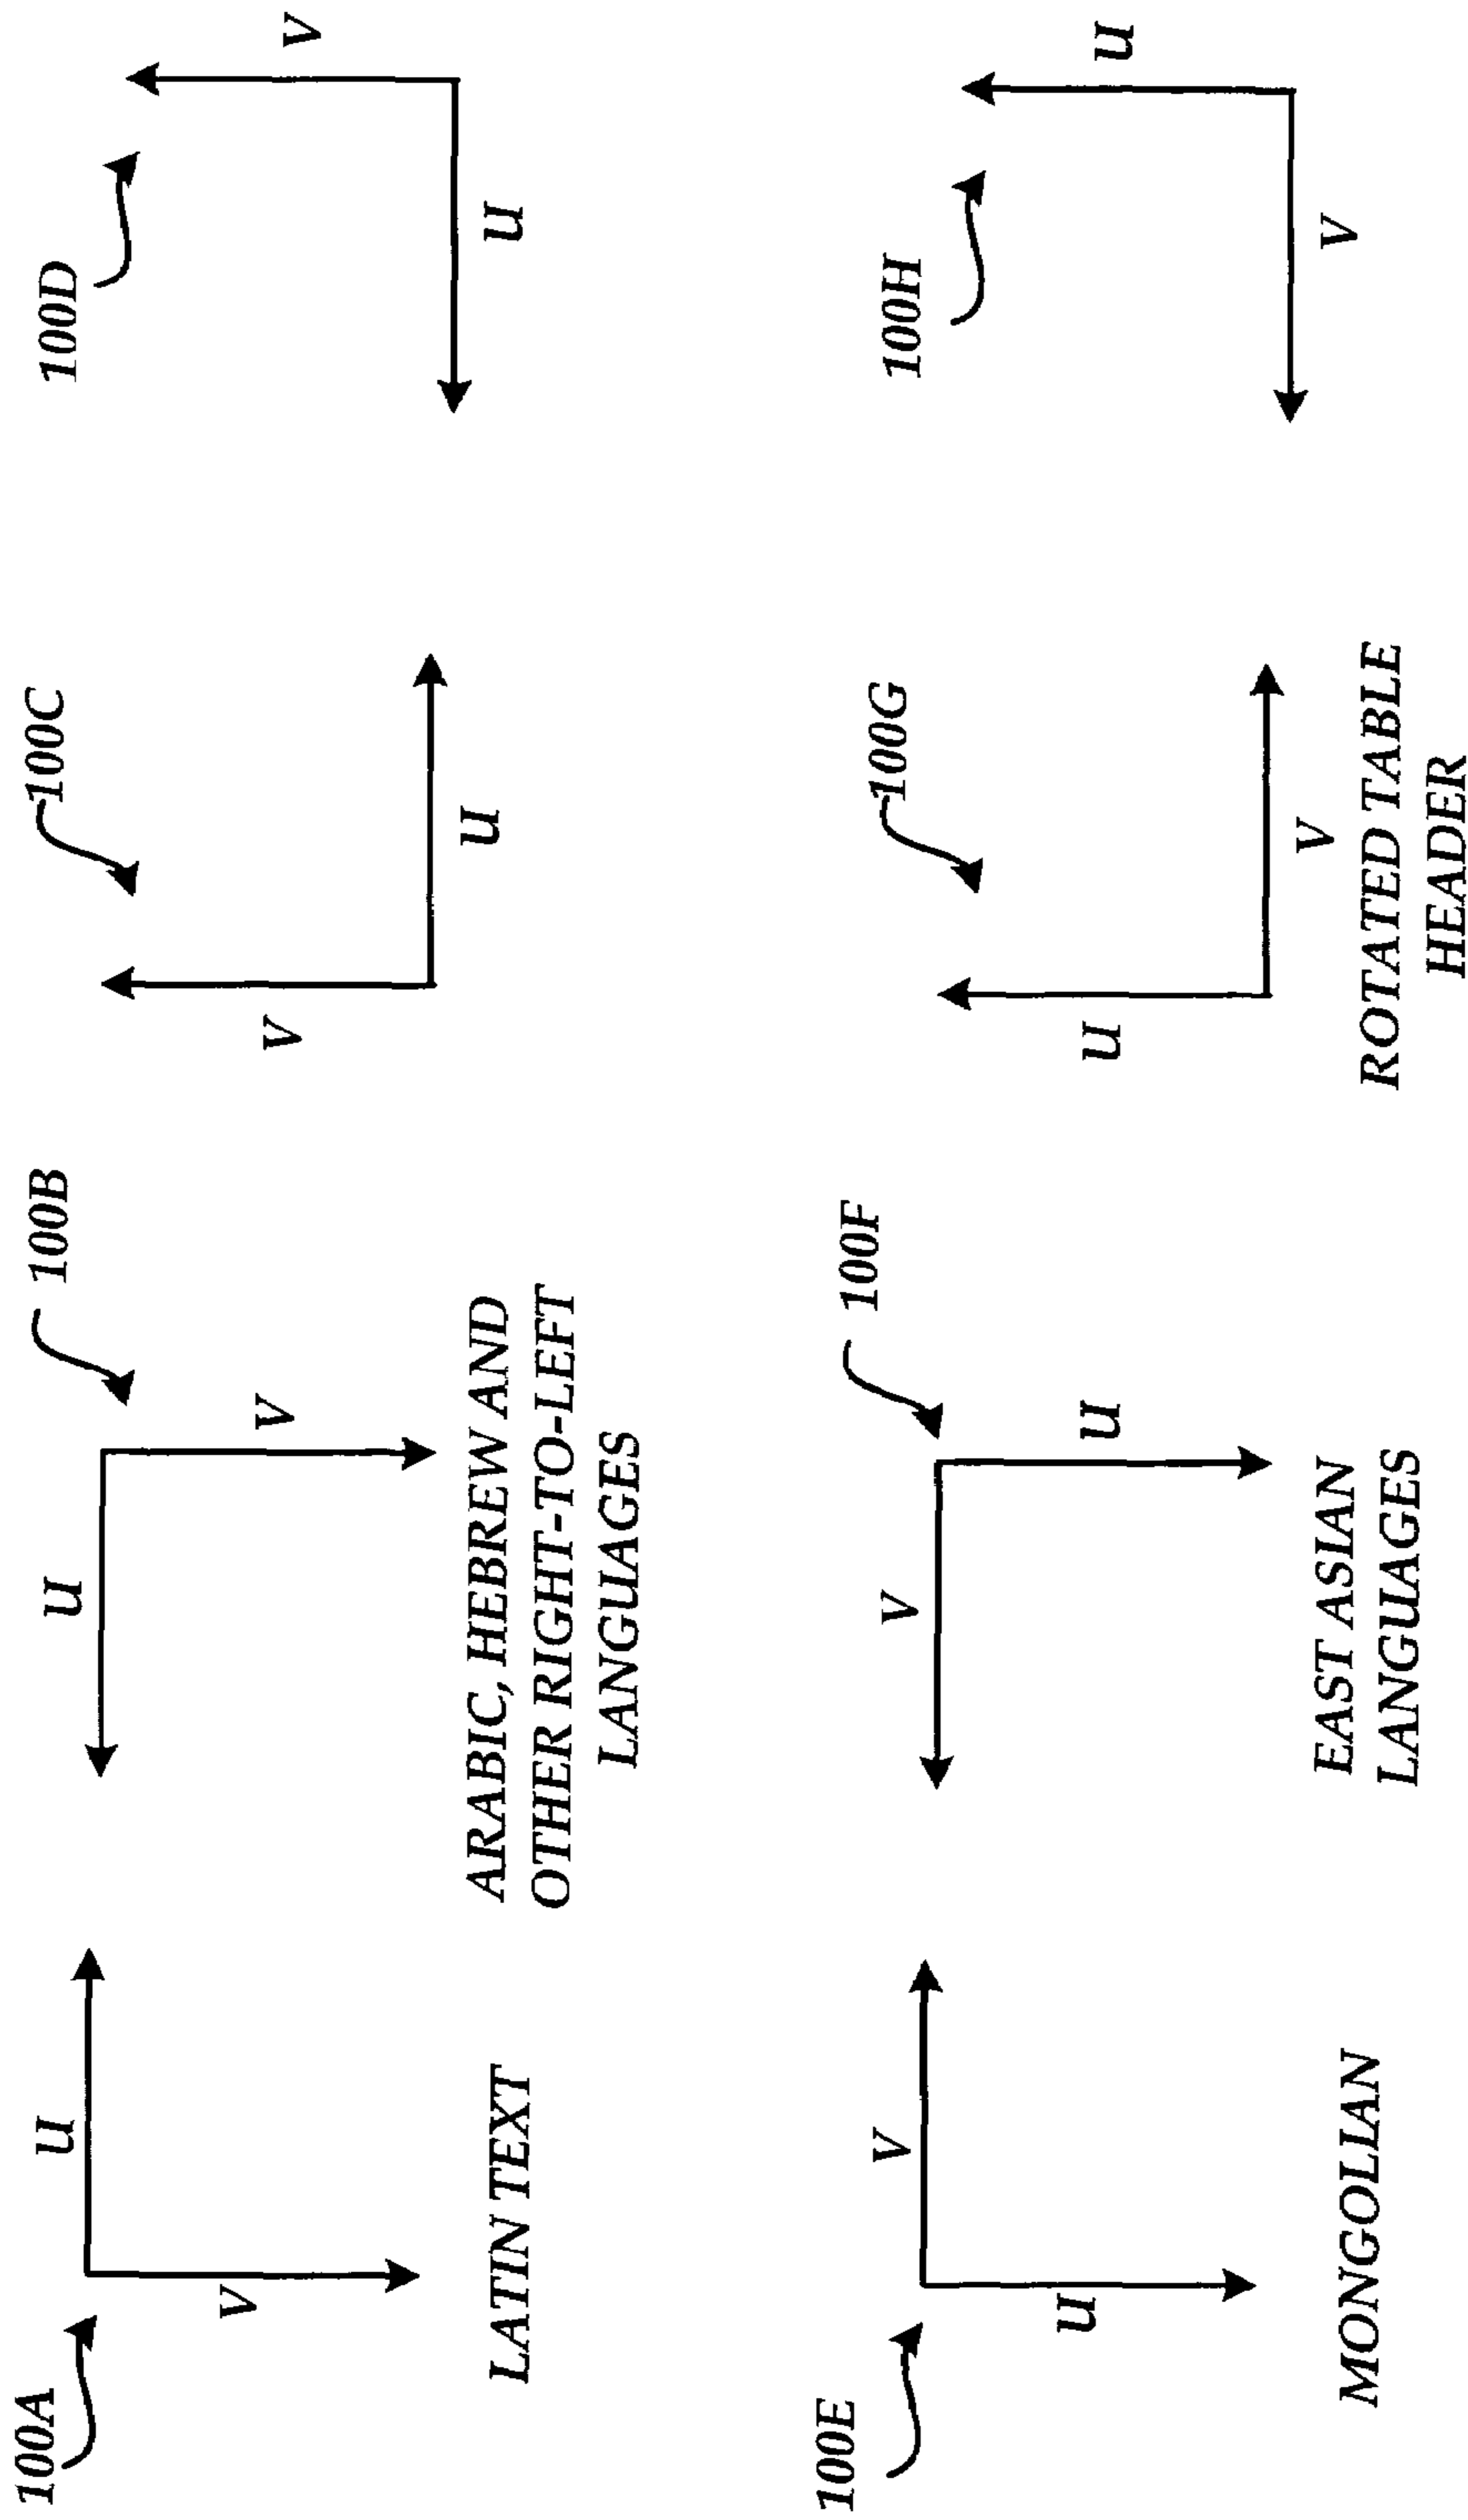 100A
u
v
LATIN TEXT
100B
u
v
ARABIC, HEBREW AND
OTHER RIGHT-TO-LEFT
LANGUAGES
100C
v
u
100D
v
u
100E
v
u
MONGOLIAN
100F
v
u
EAST ASIAN
LANGUAGES
100G
u
v
ROTATED TABLE
HEADER
100H
u
v